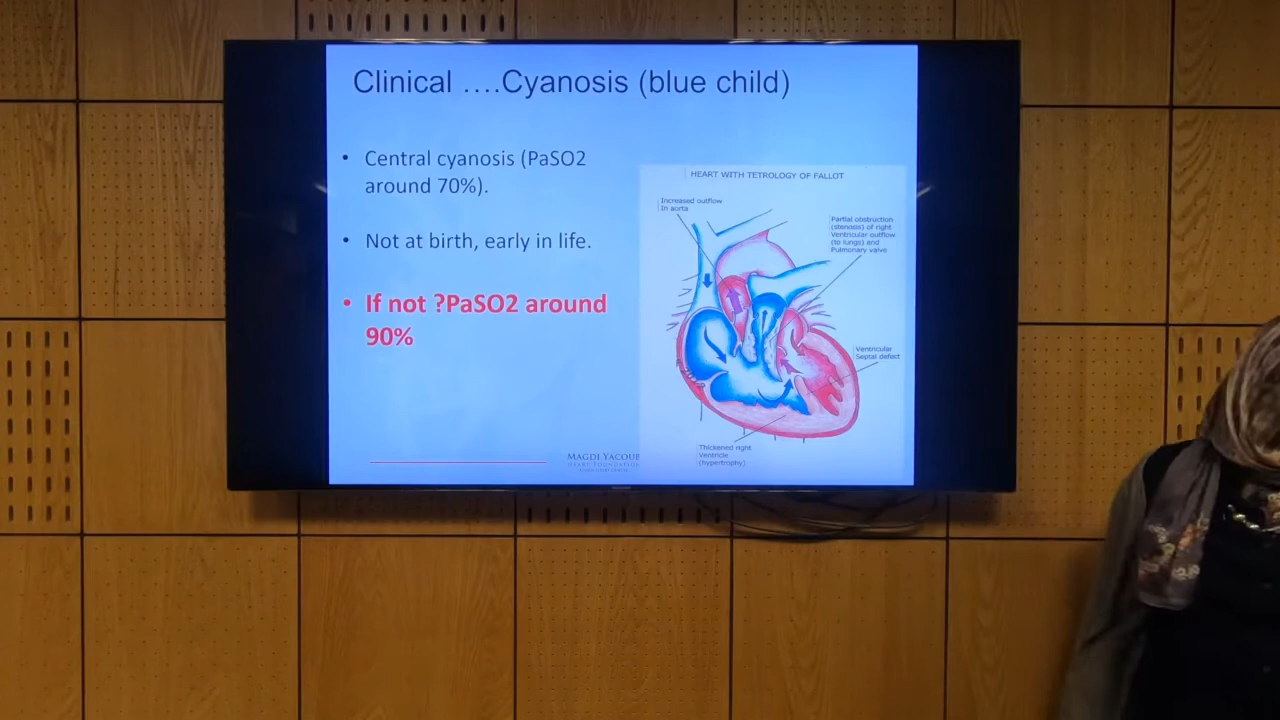 Clinical ....Cyanosis (blue child)
• Central cyanosis (PaSO2
around 70%).
• Not at birth, early in life.
• If not ?PaSO2 around
90%
HEART WITH TETROLOGY OF FALLOT
Increased outflow
In aorta
Partial obstruction
(stenosis) of right
Ventricular outflow
(to lungs) and
Pulmonary valve
Ventricular
Septal defect
Thickened right
Ventricle
(hypertrophy)
MAGDI YACOUB
HEART FOUNDATION